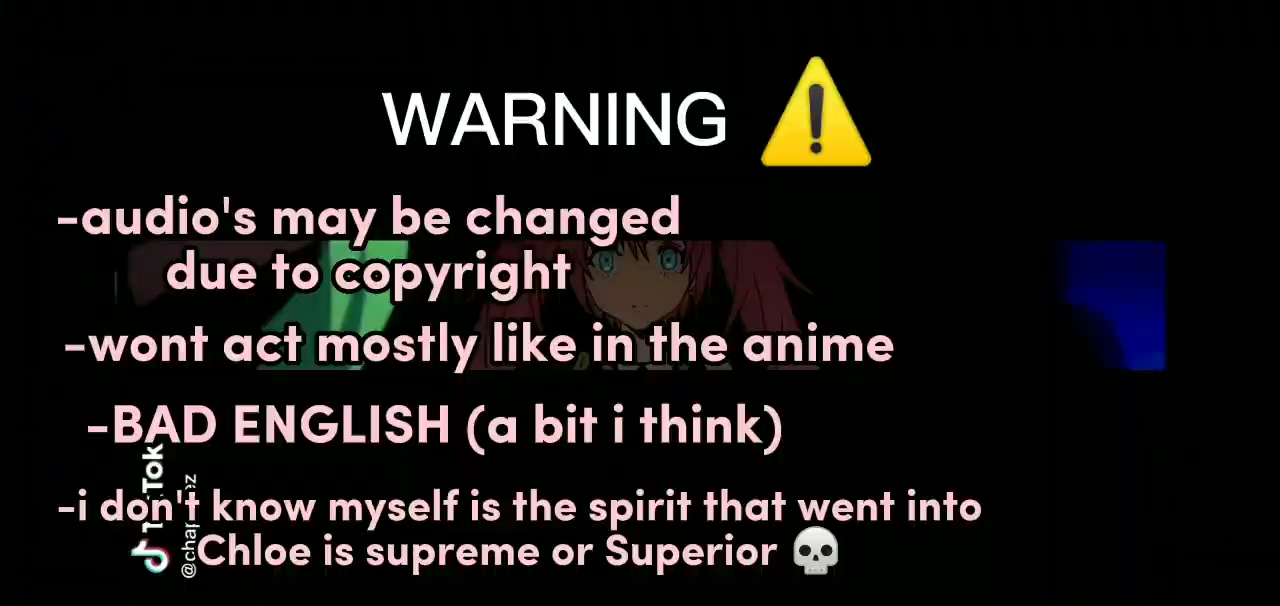 WARNING ⚠️
-audio's may be changed
due to copyright
-wont act mostly like in the anime
-BAD ENGLISH (a bit i think)
-i don't know myself is the spirit that went into
Chloe is supreme or Superior 💀
TikTok